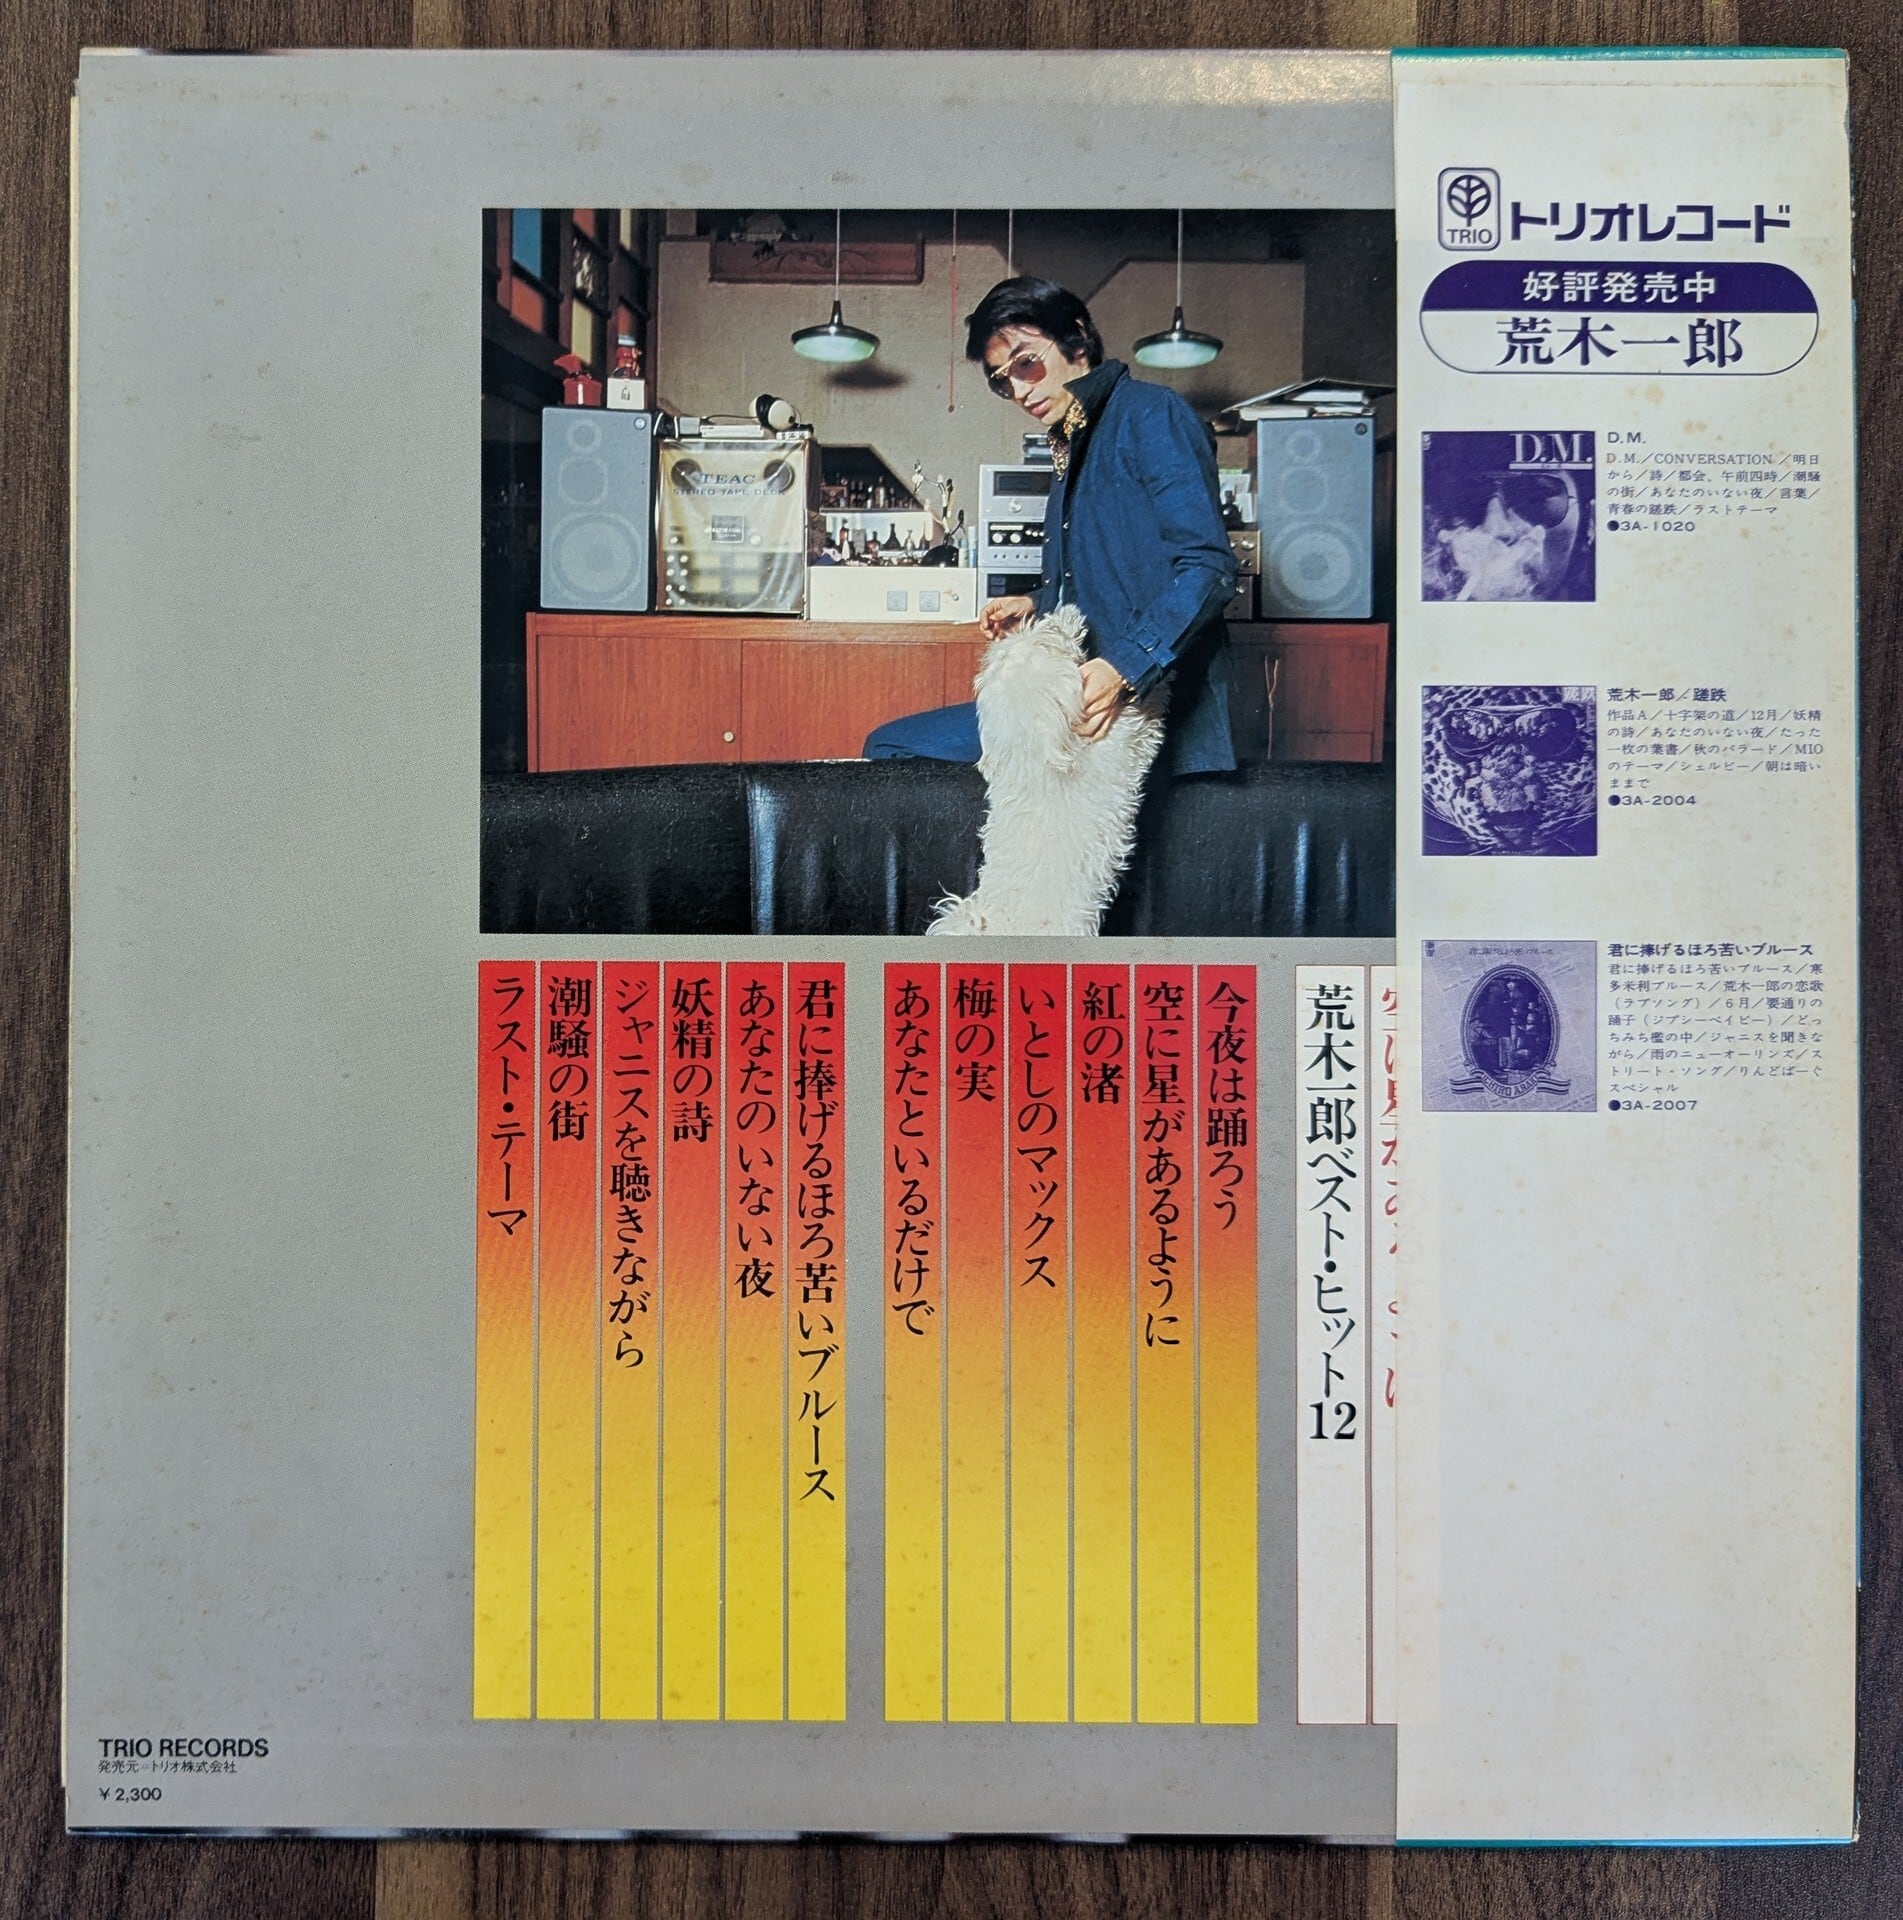 TEAC
STEREO TAPE DECK
荒木一郎ベスト・ヒット12
今夜は踊ろう
空に星があるように
紅の渚
いとしのマックス
梅の実
あなたといるだけで
君に捧げるほろ苦いブルース
あなたのいない夜
妖精の詩
ジャニスを聴きながら
潮騒の街
ラスト・テーマ
TRIO RECORDS
発売元=トリオ株式会社
¥2,300
TRIO
トリオレコード
好評発売中
荒木一郎
D.M.
D.M.
D.M.／CONVERSATION／明日
から／詩／都会、午前四時／潮騒
の街／あなたのいない夜／言葉／
青春の蹉跌／ラストテーマ
●3A-1020
荒木一郎／蹉跌
作品A／十字架の道／12月／妖精
の詩／あなたのいない夜／たった
一枚の葉書／秋のバラード／MIO
のテーマ／シェルビー／朝は暗い
ままで
●3A-2004
君に捧げるほろ苦いブルース
君に捧げるほろ苦いブルース
君に捧げるほろ苦いブルース／寒
多米利ブルース／荒木一郎の恋歌
（ラブソング）／6月／要通りの
踊子（ジプシーベイビー）／どっ
ちみち檻の中／ジャニスを聞きな
がら／雨のニューオーリンズ／ス
トリート・ソング／りんどばーぐ
スペシャル
●3A-2007